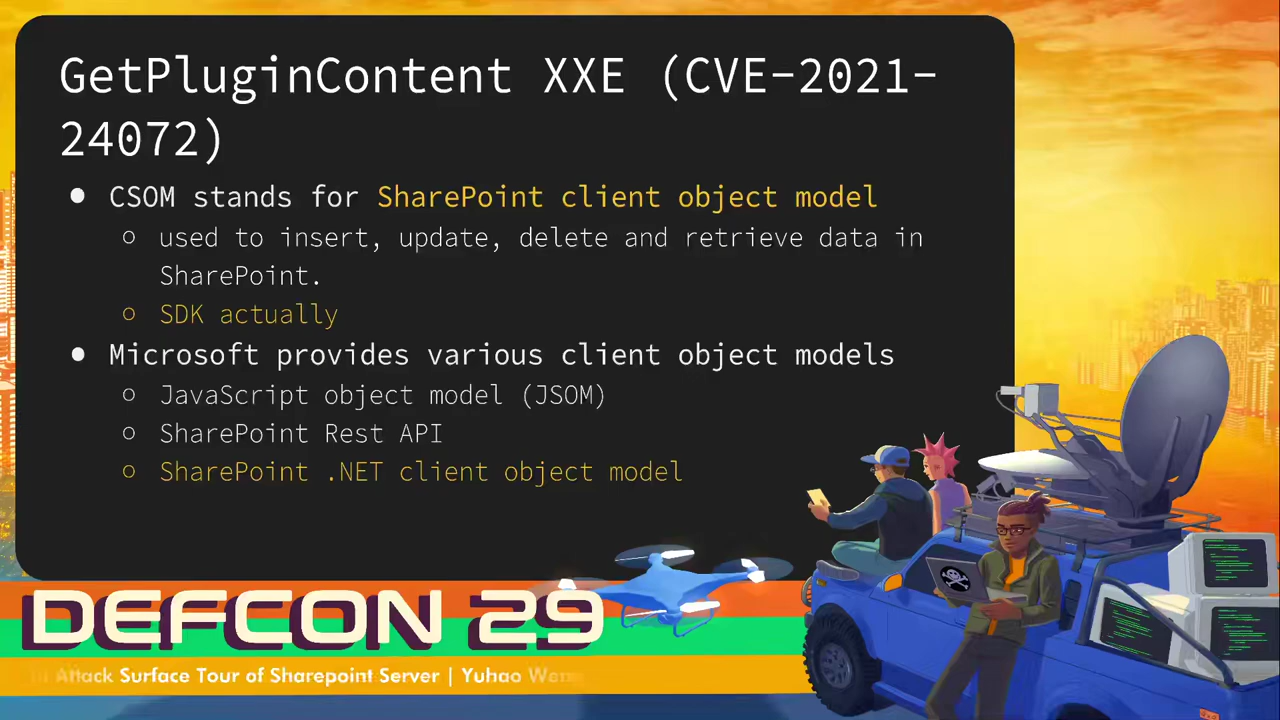 GetPluginContent XXE (CVE-2021-
24072)
● CSOM stands for SharePoint client object model
○ used to insert, update, delete and retrieve data in
SharePoint.
○ SDK actually
● Microsoft provides various client object models
○ JavaScript object model (JSOM)
○ SharePoint Rest API
○ SharePoint .NET client object model
DEFCON 29
Attack Surface Tour of Sharepoint Server | Yuhao